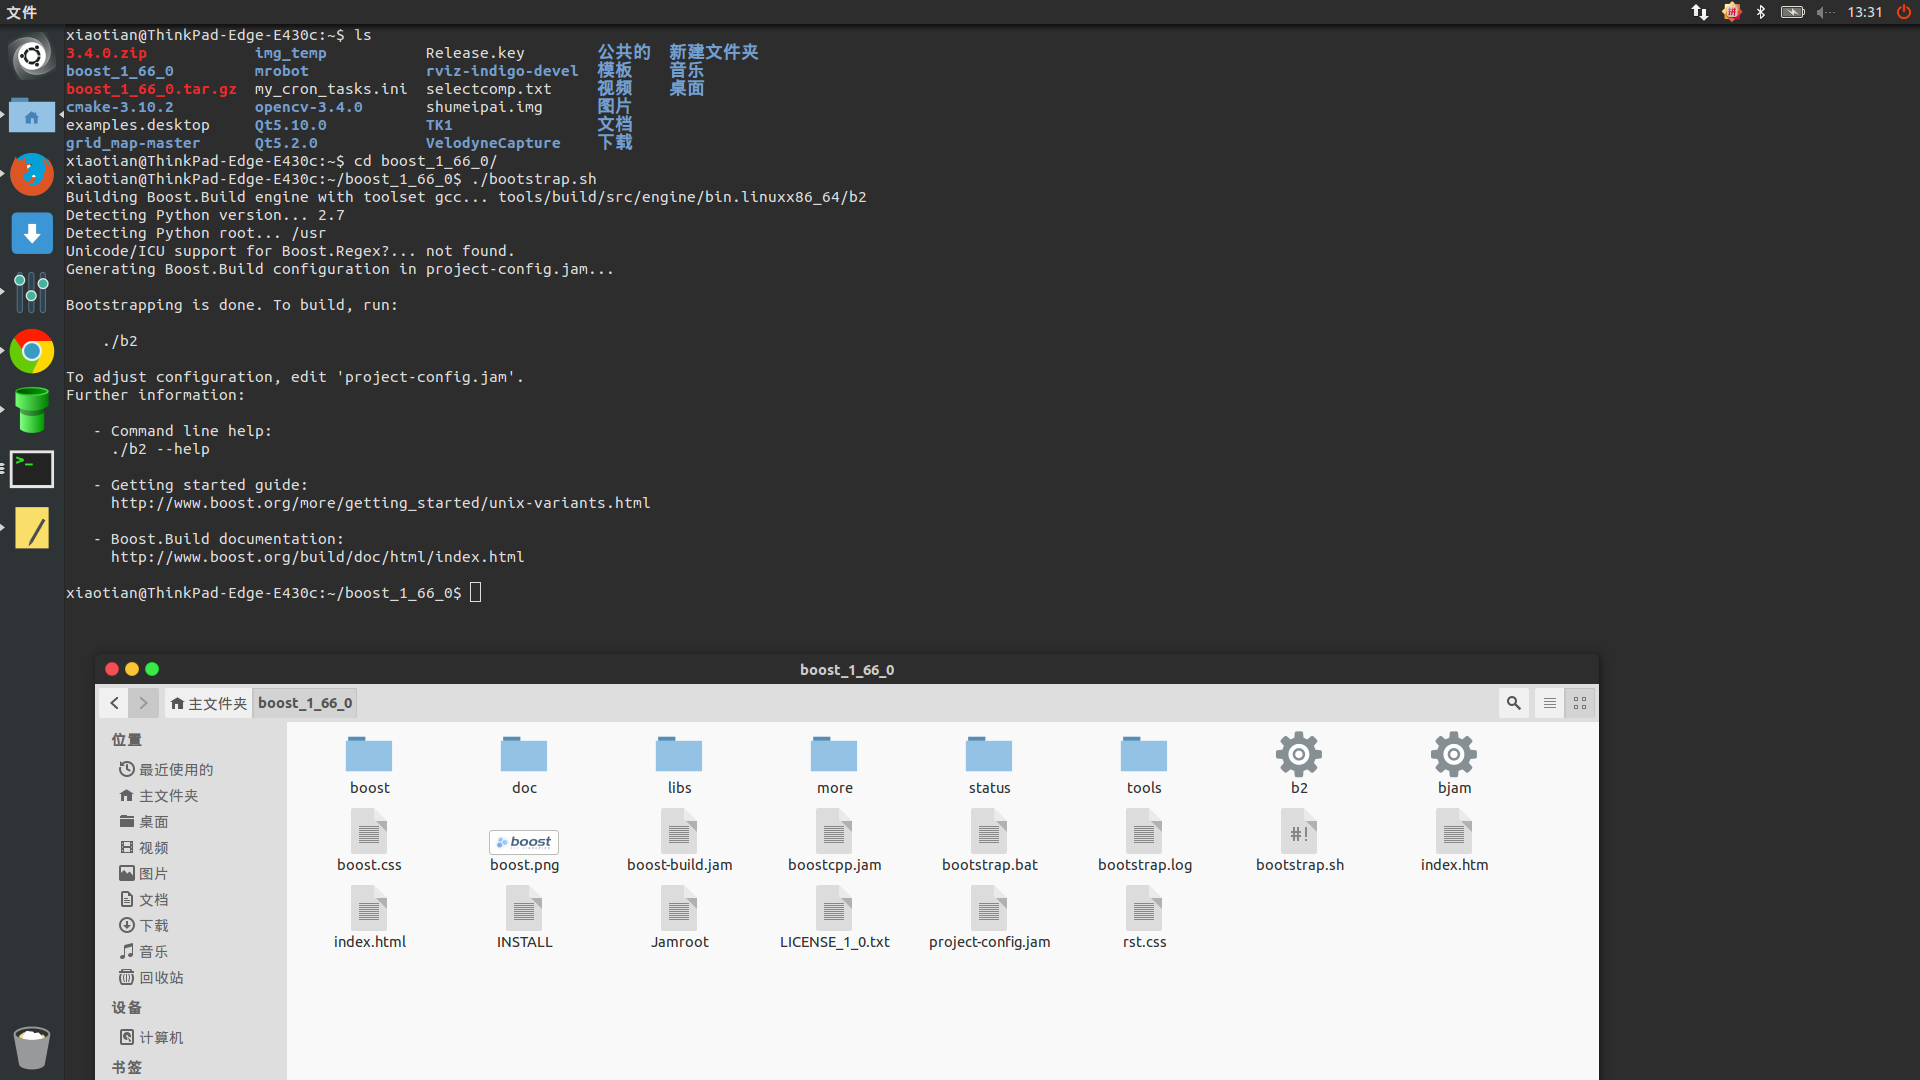 文件
13:31
xiaotian@ThinkPad-Edge-E430c:~$ ls
3.4.0.zip img_temp Release.key 公共的 新建文件夹
boost_1_66_0 mrobot rviz-indigo-devel 模板 音乐
boost_1_66_0.tar.gz my_cron_tasks.ini selectcomp.txt 视频 桌面
cmake-3.10.2 opencv-3.4.0 shumeipai.img 图片
examples.desktop Qt5.10.0 TK1 文档
grid_map-master Qt5.2.0 VelodyneCapture 下载
xiaotian@ThinkPad-Edge-E430c:~$ cd boost_1_66_0/
xiaotian@ThinkPad-Edge-E430c:~/boost_1_66_0$ ./bootstrap.sh
Building Boost.Build engine with toolset gcc... tools/build/src/engine/bin.linuxx86_64/b2
Detecting Python version... 2.7
Detecting Python root... /usr
Unicode/ICU support for Boost.Regex?... not found.
Generating Boost.Build configuration in project-config.jam...
Bootstrapping is done. To build, run:
./b2
To adjust configuration, edit 'project-config.jam'.
Further information:
- Command line help:
./b2 --help
- Getting started guide:
http://www.boost.org/more/getting_started/unix-variants.html
- Boost.Build documentation:
http://www.boost.org/build/doc/html/index.html
xiaotian@ThinkPad-Edge-E430c:~/boost_1_66_0$
boost_1_66_0
主文件夹 boost_1_66_0
位置
最近使用的
主文件夹
桌面
视频
图片
文档
下载
音乐
回收站
设备
计算机
书签
boost doc libs more status tools b2 bjam
boost
#!
boost.css boost.png boost-build.jam boostcpp.jam bootstrap.bat bootstrap.log bootstrap.sh index.htm
index.html INSTALL Jamroot LICENSE_1_0.txt project-config.jam rst.css